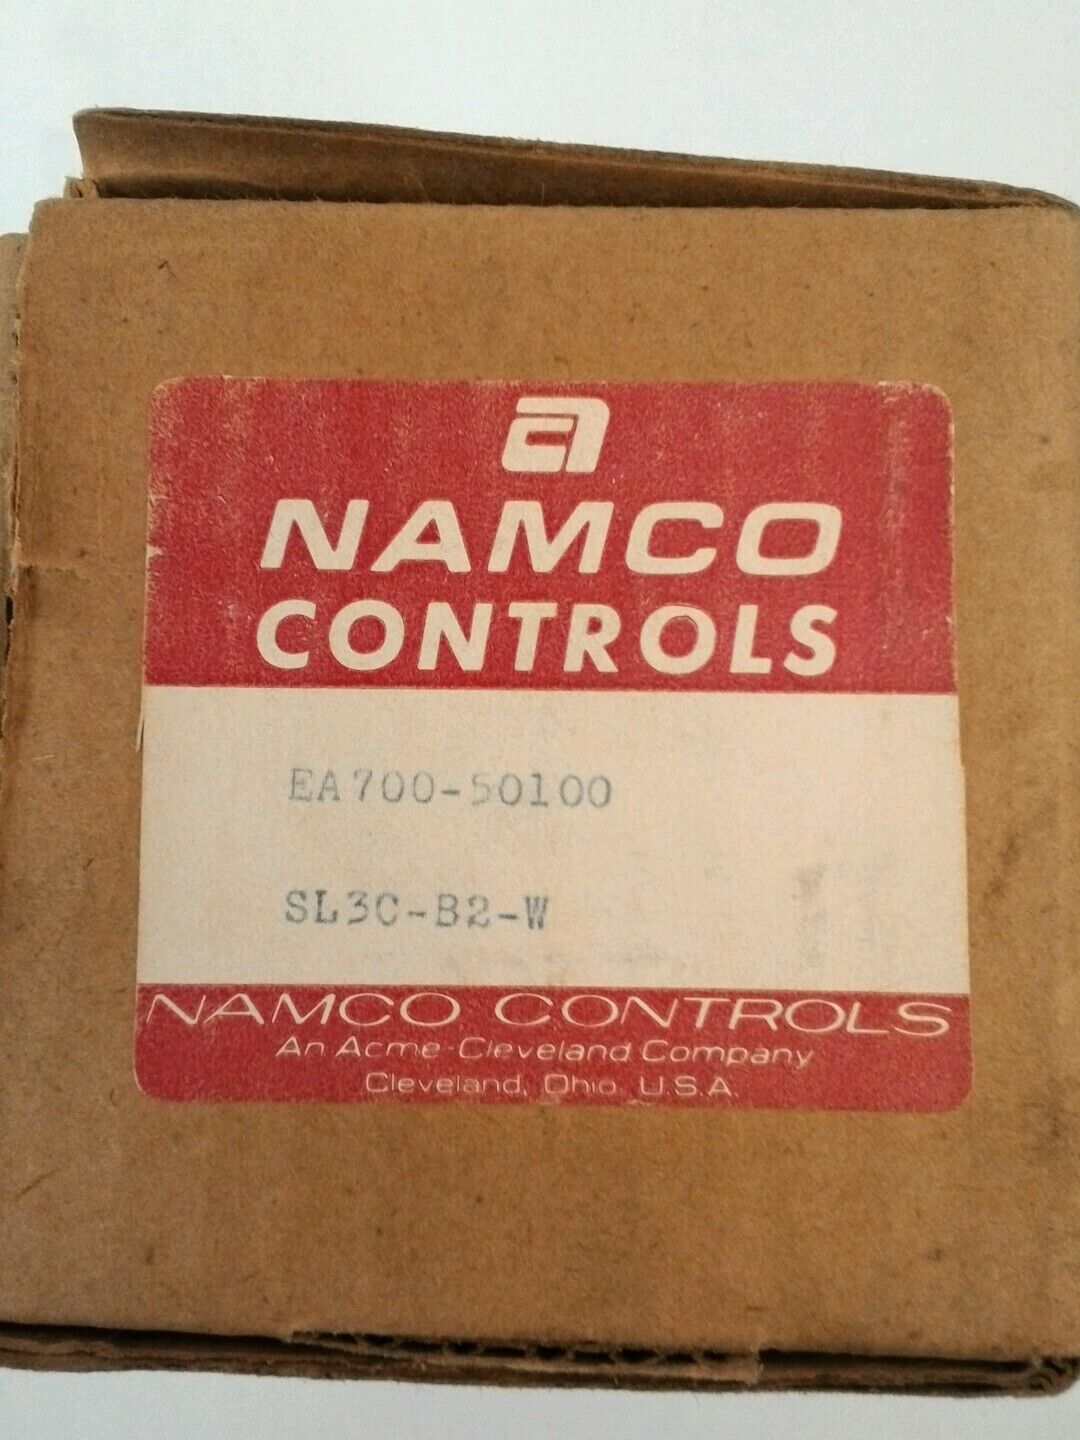 NAMCO
CONTROLS
EA700-50100
SL3C-B2-W
NAMCO CONTROLS
An Acme-Cleveland Company
Cleveland, Ohio U.S.A.